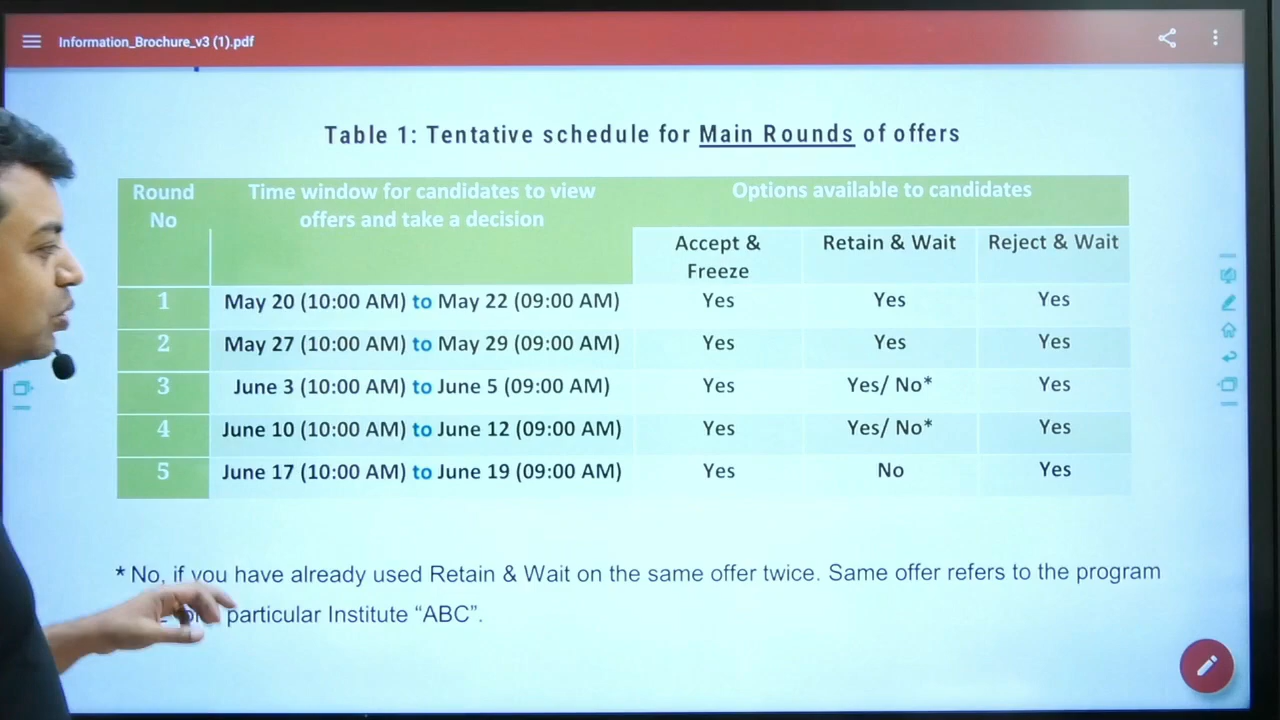 Information_Brochure_v3 (1).pdf
Table 1: Tentative schedule for Main Rounds of offers
Round No Time window for candidates to view offers and take a decision Options available to candidates
Accept & Freeze Retain & Wait Reject & Wait
1 May 20 (10:00 AM) to May 22 (09:00 AM) Yes Yes Yes
2 May 27 (10:00 AM) to May 29 (09:00 AM) Yes Yes Yes
3 June 3 (10:00 AM) to June 5 (09:00 AM) Yes Yes/ No* Yes
4 June 10 (10:00 AM) to June 12 (09:00 AM) Yes Yes/ No* Yes
5 June 17 (10:00 AM) to June 19 (09:00 AM) Yes No Yes
* No, if you have already used Retain & Wait on the same offer twice. Same offer refers to the program
particular Institute “ABC”.